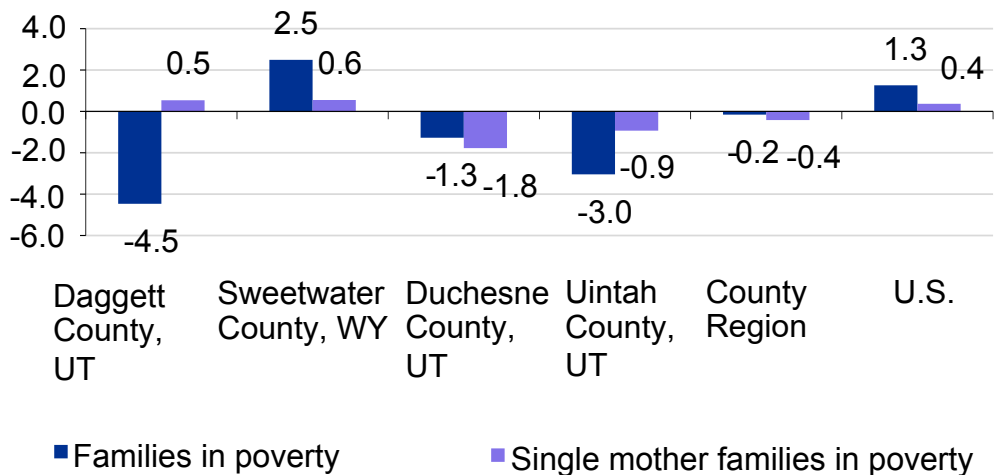 4.0
2.0
0.0
-2.0
-4.0
-6.0
-4.5
0.5
2.5
0.6
-1.3
-1.8
-3.0
-0.9
-0.2
-0.4
1.3
0.4
Daggett
County,
UT
Sweetwater
County, WY
Duchesne
County,
UT
Uintah
County,
UT
County
Region
U.S.
Families in poverty
Single mother families in poverty